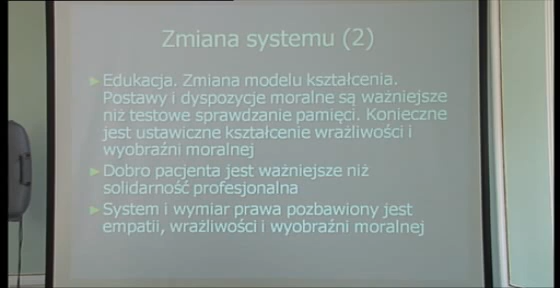 Zmiana systemu (2)
►Edukacja. Zmiana modelu kształcenia.
Postawy i dyspozycje moralne są ważniejsze
niż testowe sprawdzanie pamięci. Konieczne
jest ustawiczne kształcenie wrażliwości i
wyobraźni moralnej
►Dobro pacjenta jest ważniejsze niż
solidarność profesjonalna
►System i wymiar prawa pozbawiony jest
empatii, wrażliwości i wyobraźni moralnej